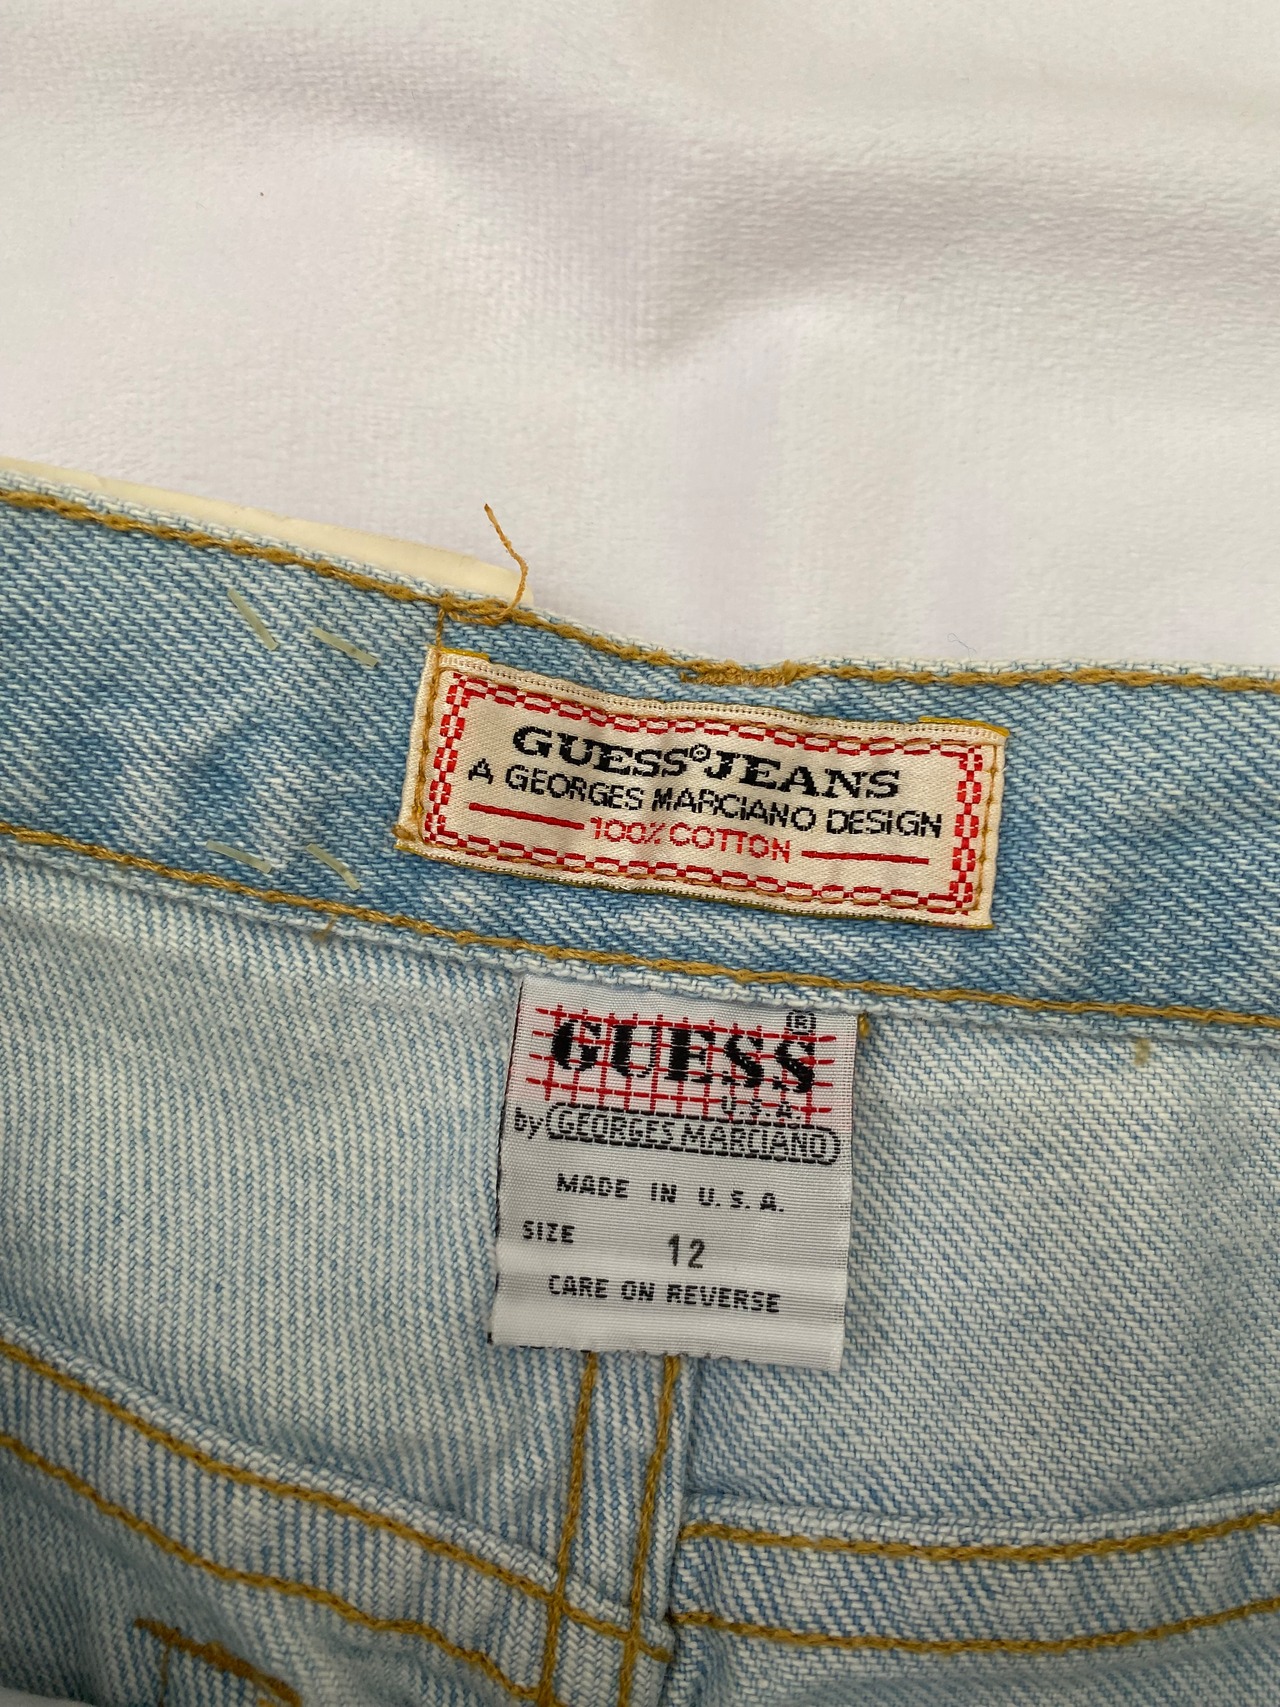 GUESS® JEANS
A GEORGES MARCIANO DESIGN
100% COTTON
GUESS®
U.S.A.
by GEORGES MARCIANO
MADE IN U.S.A.
SIZE 12
CARE ON REVERSE